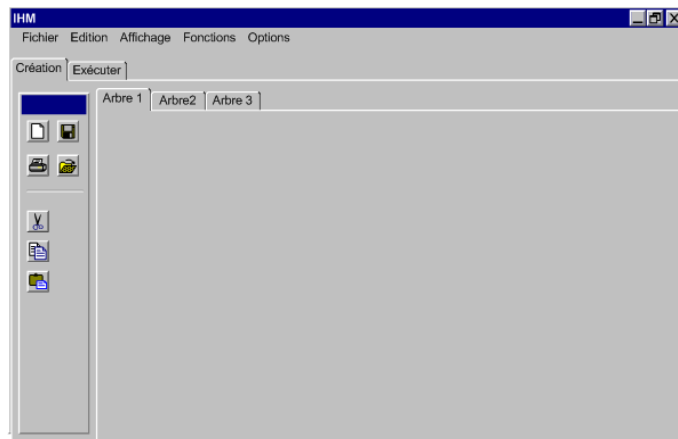 IHM
Fichier Edition Affichage Fonctions Options
Création Exécuter
Arbre 1 Arbre2 Arbre 3